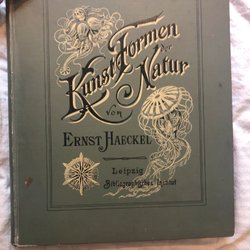 Kunst-Formen
der
Natur
von
ERNST HAECKEL
Leipzig
Bibliographisches Institut